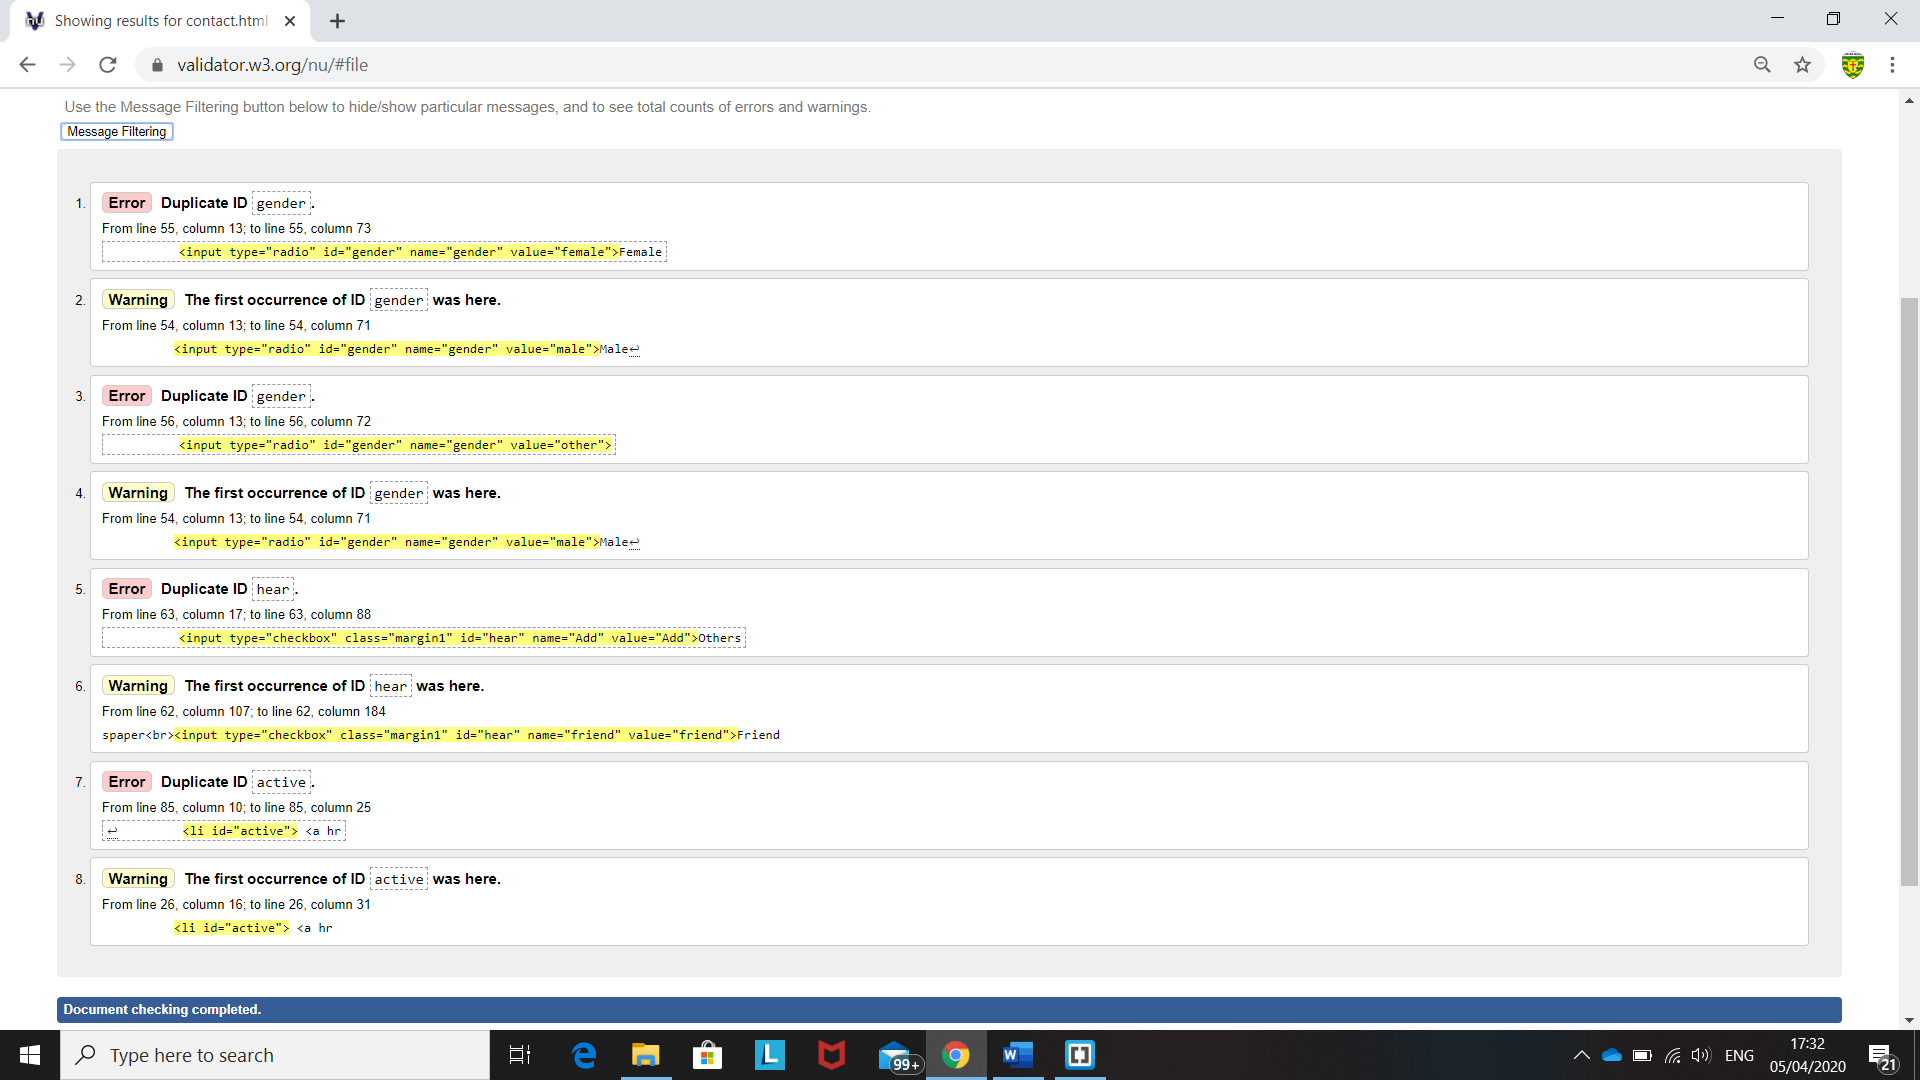 Showing results for contact.html
validator.w3.org/nu/#file
Use the Message Filtering button below to hide/show particular messages, and to see total counts of errors and warnings.
Message Filtering
1. Error Duplicate ID gender.
From line 55, column 13; to line 55, column 73
<input type="radio" id="gender" name="gender" value="female">Female
2. Warning The first occurrence of ID gender was here.
From line 54, column 13; to line 54, column 71
<input type="radio" id="gender" name="gender" value="male">Male↩
3. Error Duplicate ID gender.
From line 56, column 13; to line 56, column 72
<input type="radio" id="gender" name="gender" value="other">
4. Warning The first occurrence of ID gender was here.
From line 54, column 13; to line 54, column 71
<input type="radio" id="gender" name="gender" value="male">Male↩
5. Error Duplicate ID hear.
From line 63, column 17; to line 63, column 88
<input type="checkbox" class="margin1" id="hear" name="Add" value="Add">Others
6. Warning The first occurrence of ID hear was here.
From line 62, column 107; to line 62, column 184
spaper<br><input type="checkbox" class="margin1" id="hear" name="friend" value="friend">Friend
7. Error Duplicate ID active.
From line 85, column 10; to line 85, column 25
↩ <li id="active"> <a hr
8. Warning The first occurrence of ID active was here.
From line 26, column 16; to line 26, column 31
<li id="active"> <a hr
Document checking completed.
Type here to search
99+
ENG
17:32
05/04/2020
21